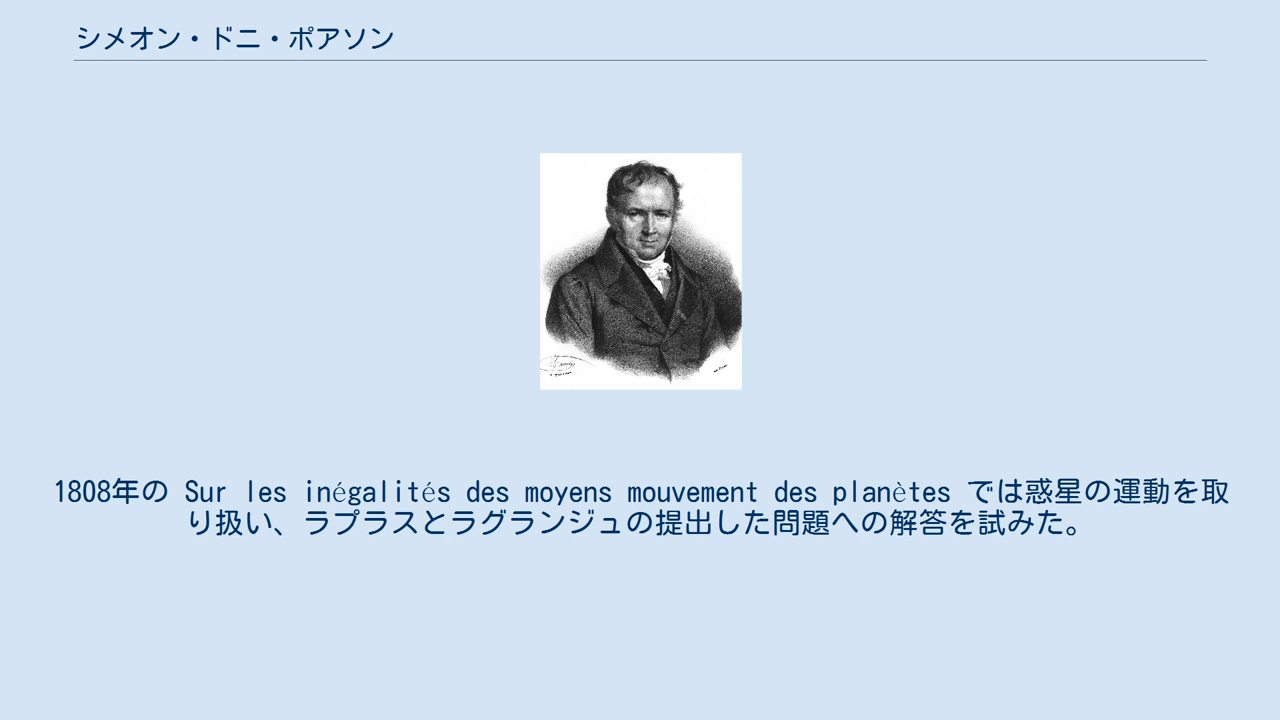 シメオン・ドニ・ポアソン
1808年の Sur les inégalités des moyens mouvement des planètes では惑星の運動を取
り扱い、ラプラスとラグランジュの提出した問題への解答を試みた。